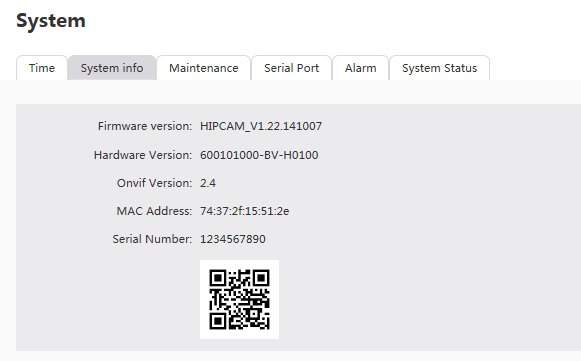 System
Time System info Maintenance Serial Port Alarm System Status
Firmware version: HIPCAM_V1.22.141007
Hardware Version: 600101000-BV-H0100
Onvif Version: 2.4
MAC Address: 74:37:2f:15:51:2e
Serial Number: 1234567890